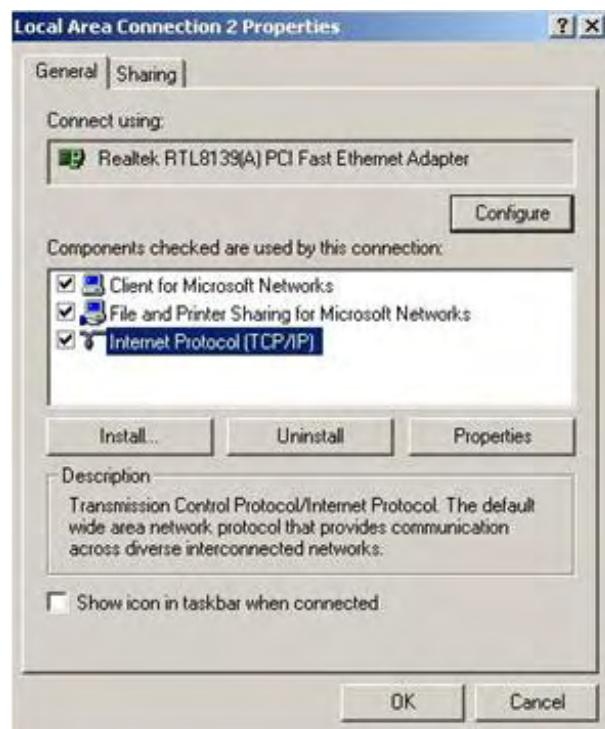 Local Area Connection 2 Properties
General Sharing
Connect using:
Realtek RTL8139(A) PCI Fast Ethernet Adapter
Configure
Components checked are used by this connection:
Client for Microsoft Networks
File and Printer Sharing for Microsoft Networks
Internet Protocol (TCP/IP)
Install... Uninstall Properties
Description
Transmission Control Protocol/Internet Protocol. The default
wide area network protocol that provides communication
across diverse interconnected networks.
Show icon in taskbar when connected
OK Cancel